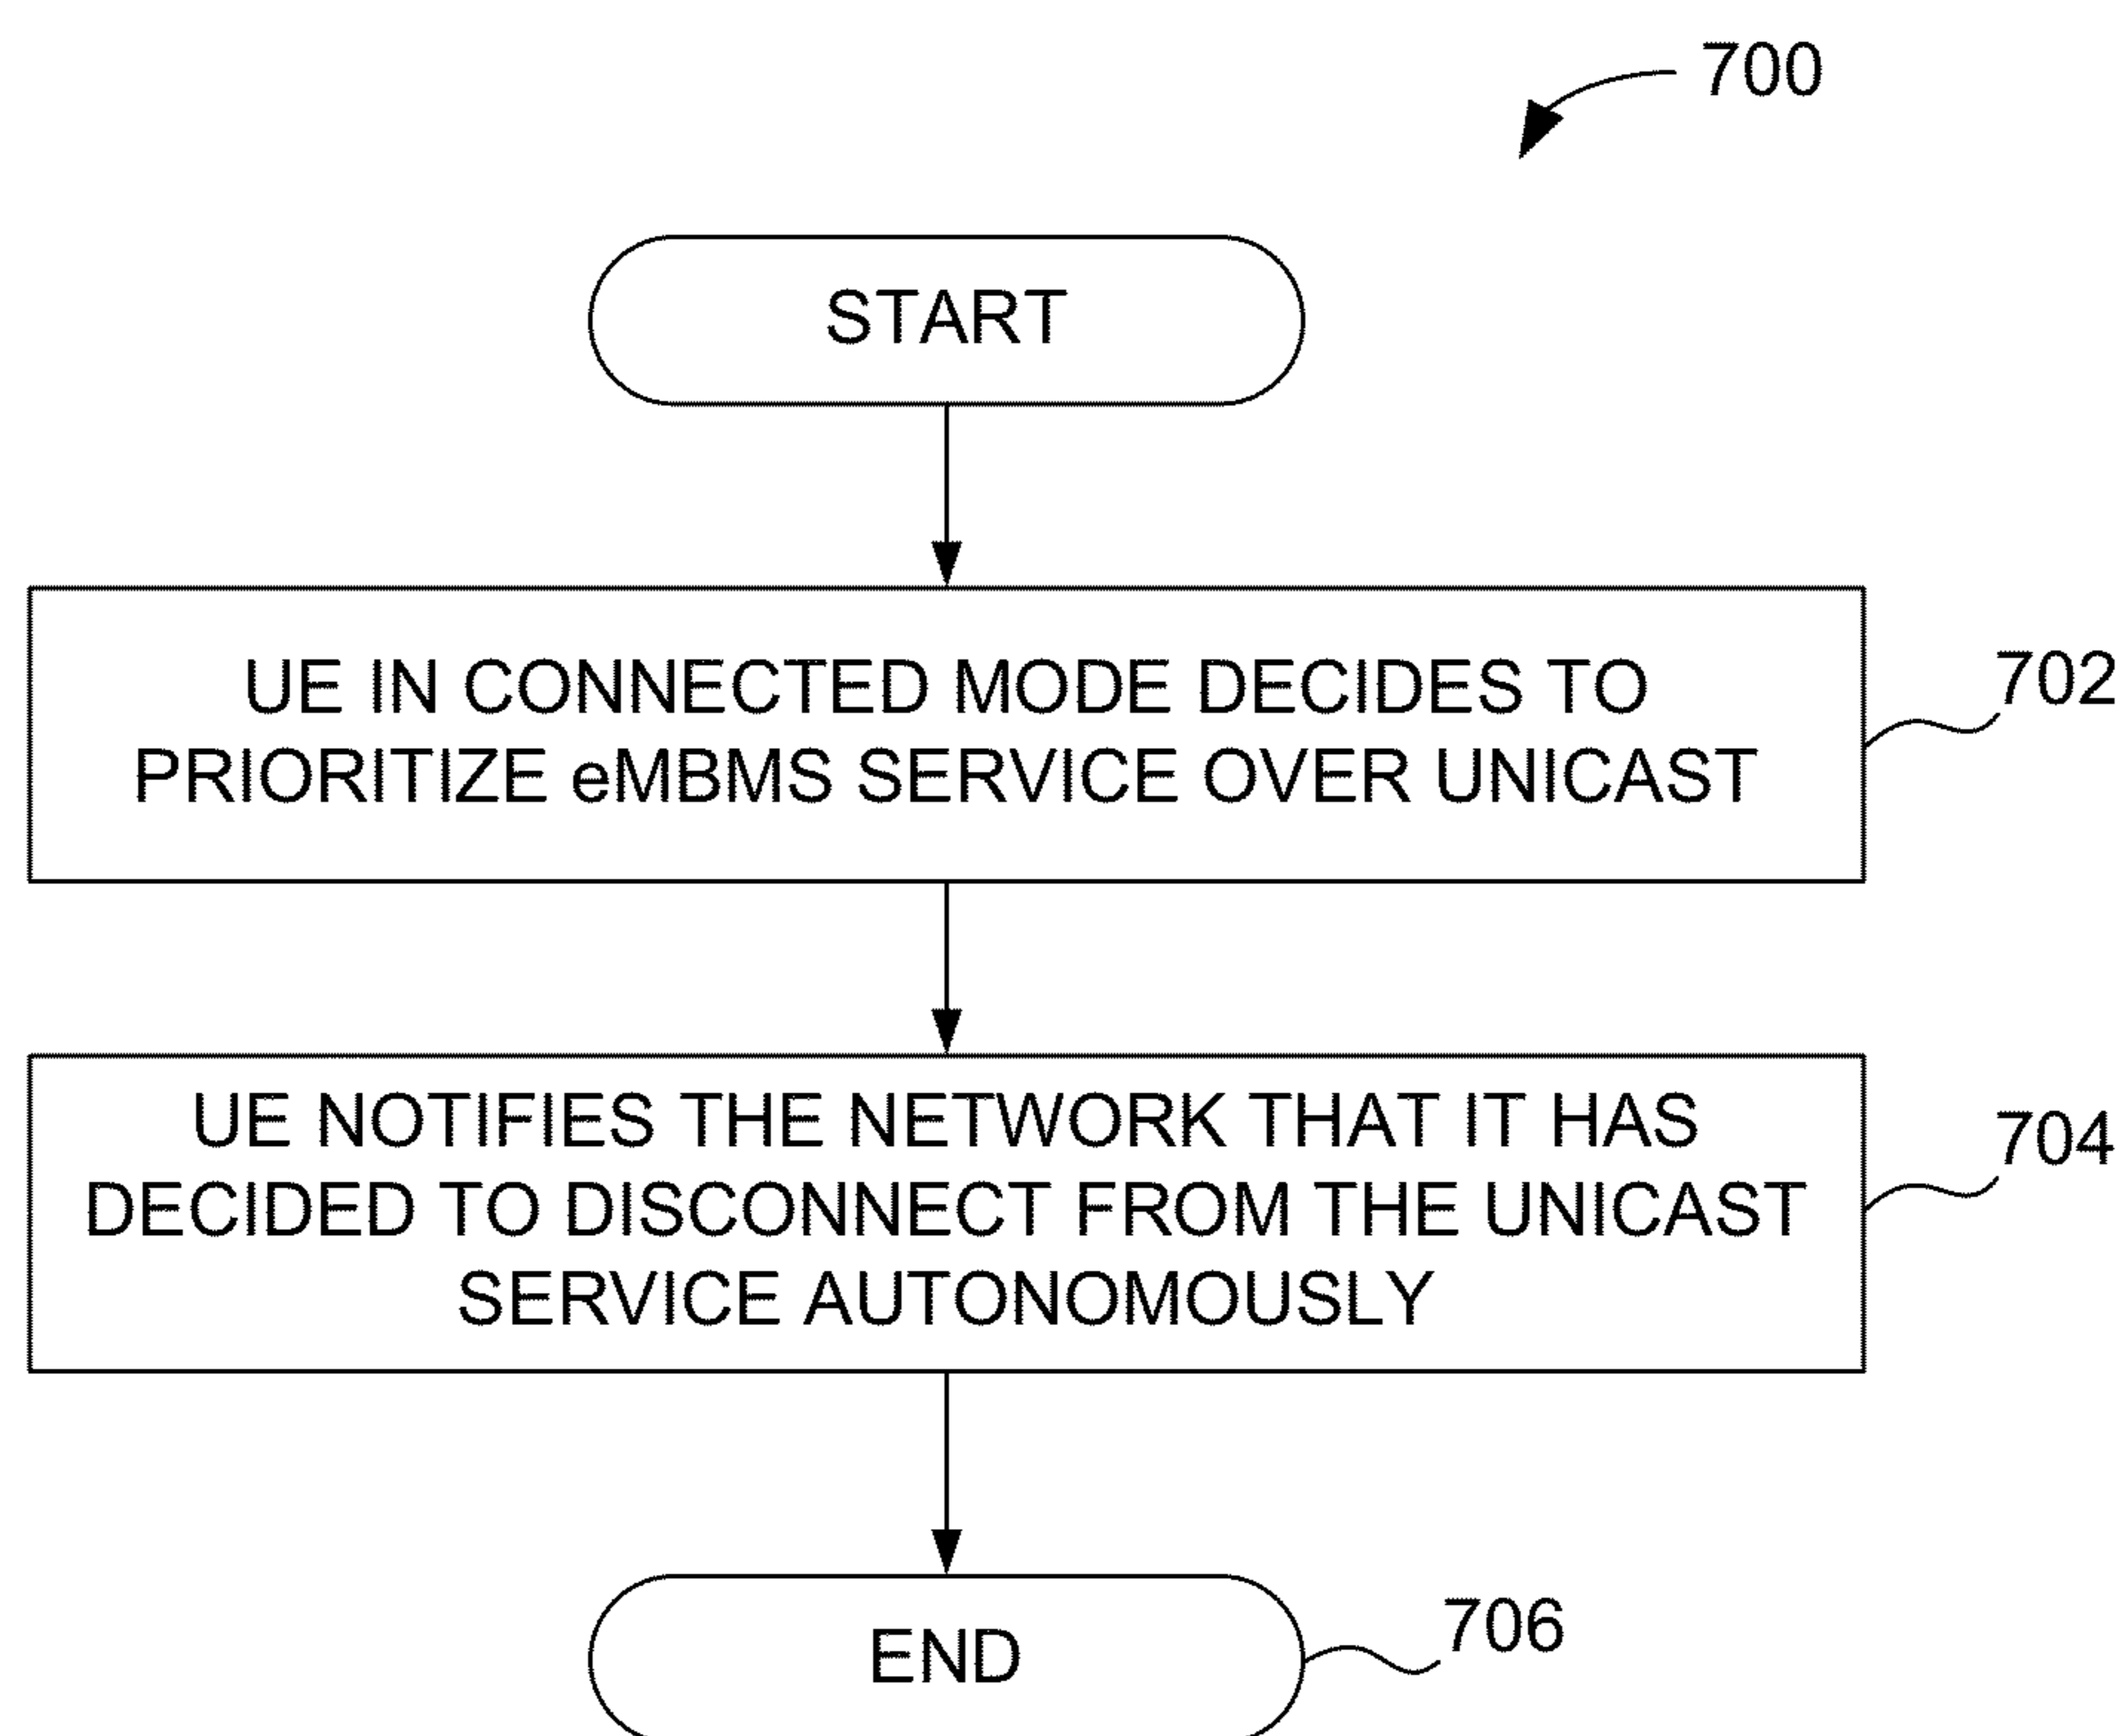 700
START
UE IN CONNECTED MODE DECIDES TO
PRIORITIZE eMBMS SERVICE OVER UNICAST
702
UE NOTIFIES THE NETWORK THAT IT HAS
DECIDED TO DISCONNECT FROM THE UNICAST
SERVICE AUTONOMOUSLY
704
END
706